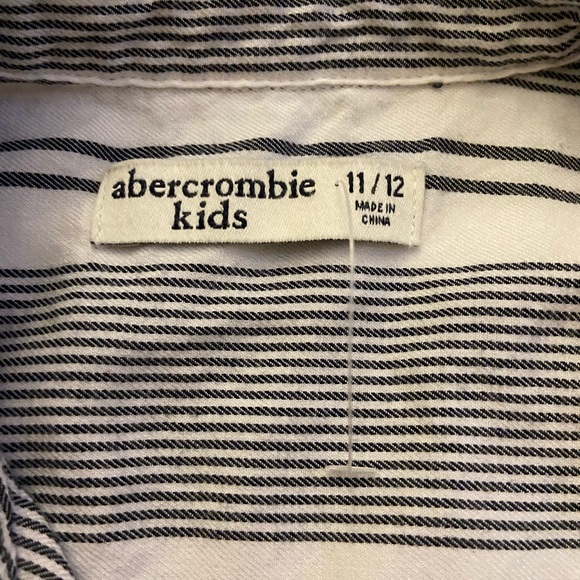 abercrombie
kids
11/12
MADE IN
CHINA